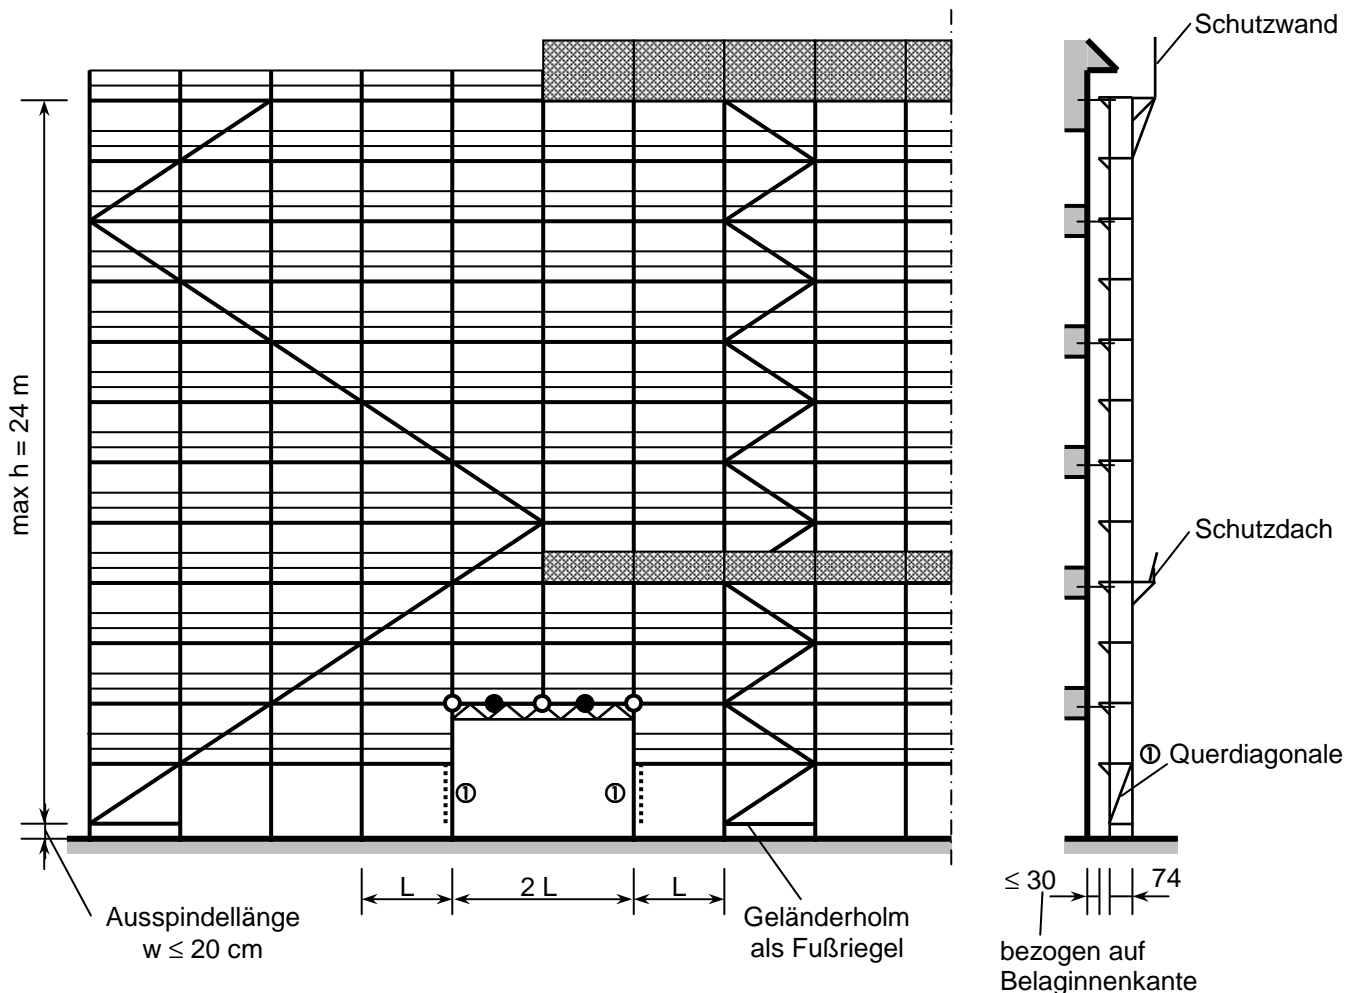 Schutzwand
max h = 24 m
Schutzdach
① Querdiagonale
①
①
L
2 L
L
≤ 30
74
Ausspindellänge
w ≤ 20 cm
Geländerholm
als Fußriegel
bezogen auf
Belaginnenkante